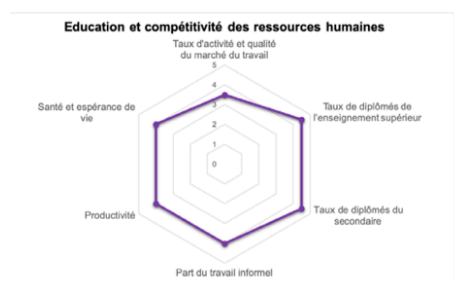 Education et compétitivité des ressources humaines
Taux d'activité et qualité
du marché du travail
5
4
3
2
1
0
Taux de diplômés de
l'enseignement supérieur
Taux de diplômés du
secondaire
Part du travail informel
Productivité
Santé et espérance de
vie